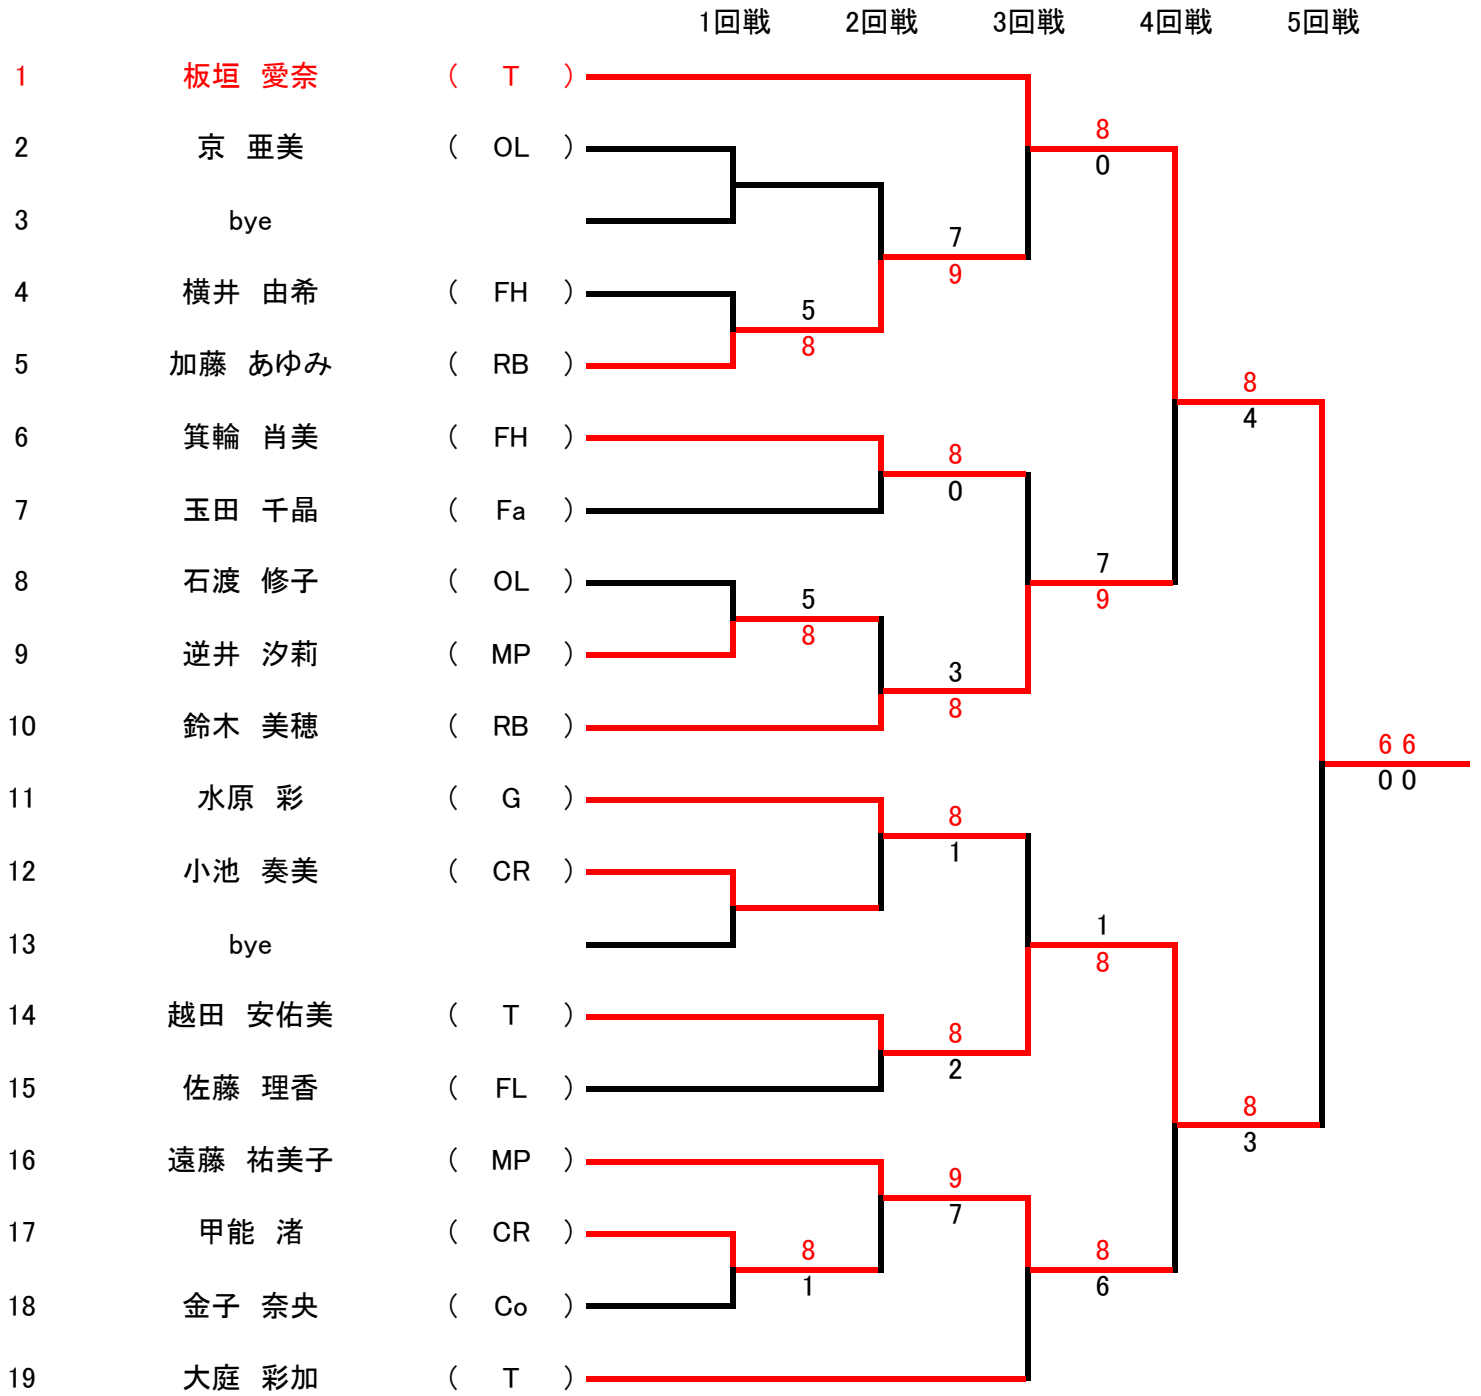 1回戦 2回戦 3回戦 4回戦 5回戦
1 板垣 愛奈 ( T )
8
2 京 亜美 ( OL ) 0
3 bye
7
9
4 横井 由希 ( FH ) 5
8
5 加藤 あゆみ ( RB )
8
4
6 箕輪 肖美 ( FH ) 8
0
7 玉田 千晶 ( Fa )
7
8 石渡 修子 ( OL ) 5 9
8
9 逆井 汐莉 ( MP ) 3
8
10 鈴木 美穂 ( RB )
6 6
0 0
11 水原 彩 ( G ) 8
1
12 小池 奏美 ( CR )
1
13 bye 8
14 越田 安佑美 ( T ) 8
2
15 佐藤 理香 ( FL ) 8
3
16 遠藤 祐美子 ( MP ) 9
7
17 甲能 渚 ( CR ) 8 8
1 6
18 金子 奈央 ( Co )
19 大庭 彩加 ( T )